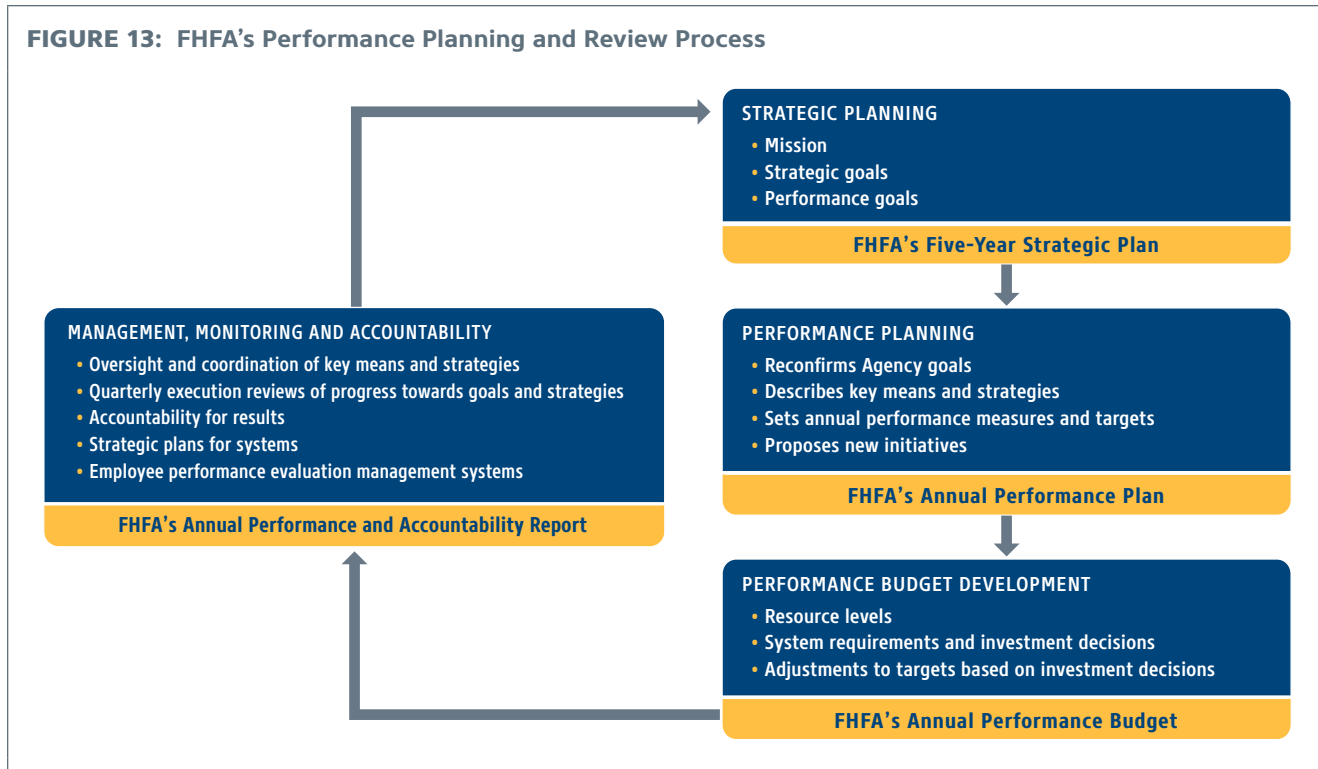 FIGURE 13: FHFA's Performance Planning and Review Process
STRATEGIC PLANNING
• Mission
• Strategic goals
• Performance goals
FHFA's Five-Year Strategic Plan
MANAGEMENT, MONITORING AND ACCOUNTABILITY
• Oversight and coordination of key means and strategies
• Quarterly execution reviews of progress towards goals and strategies
• Accountability for results
• Strategic plans for systems
• Employee performance evaluation management systems
FHFA's Annual Performance and Accountability Report
PERFORMANCE PLANNING
• Reconfirms Agency goals
• Describes key means and strategies
• Sets annual performance measures and targets
• Proposes new initiatives
FHFA's Annual Performance Plan
PERFORMANCE BUDGET DEVELOPMENT
• Resource levels
• System requirements and investment decisions
• Adjustments to targets based on investment decisions
FHFA's Annual Performance Budget